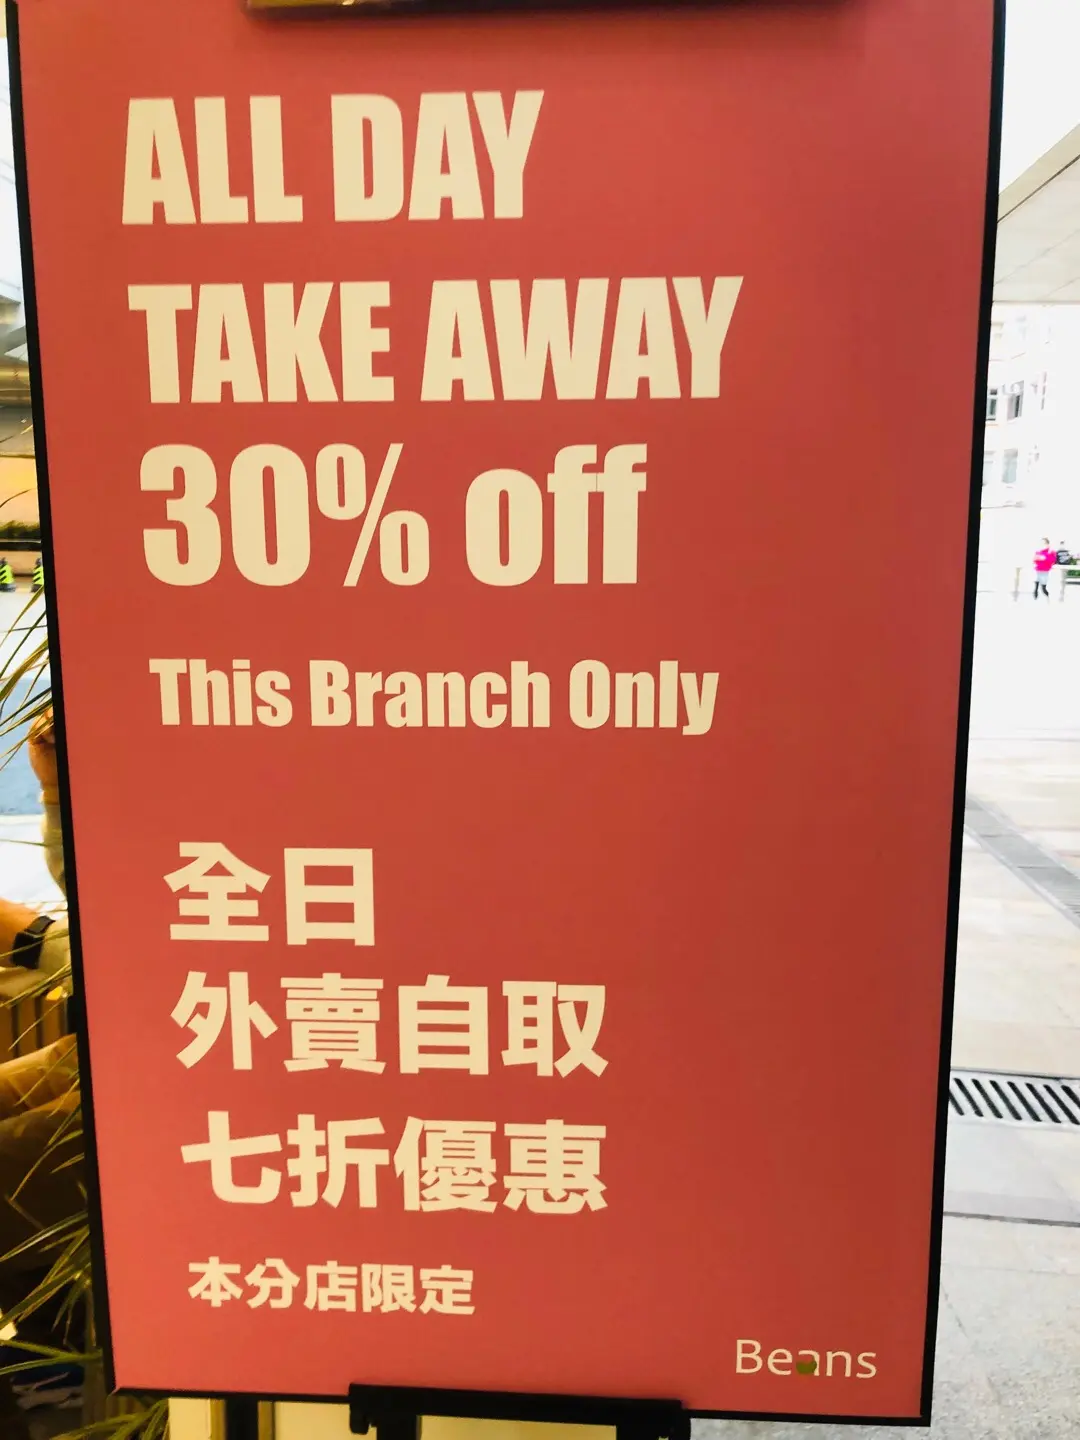 ALL DAY
TAKE AWAY
30% off
This Branch Only
全日
外賣自取
七折優惠
本分店限定
Beans